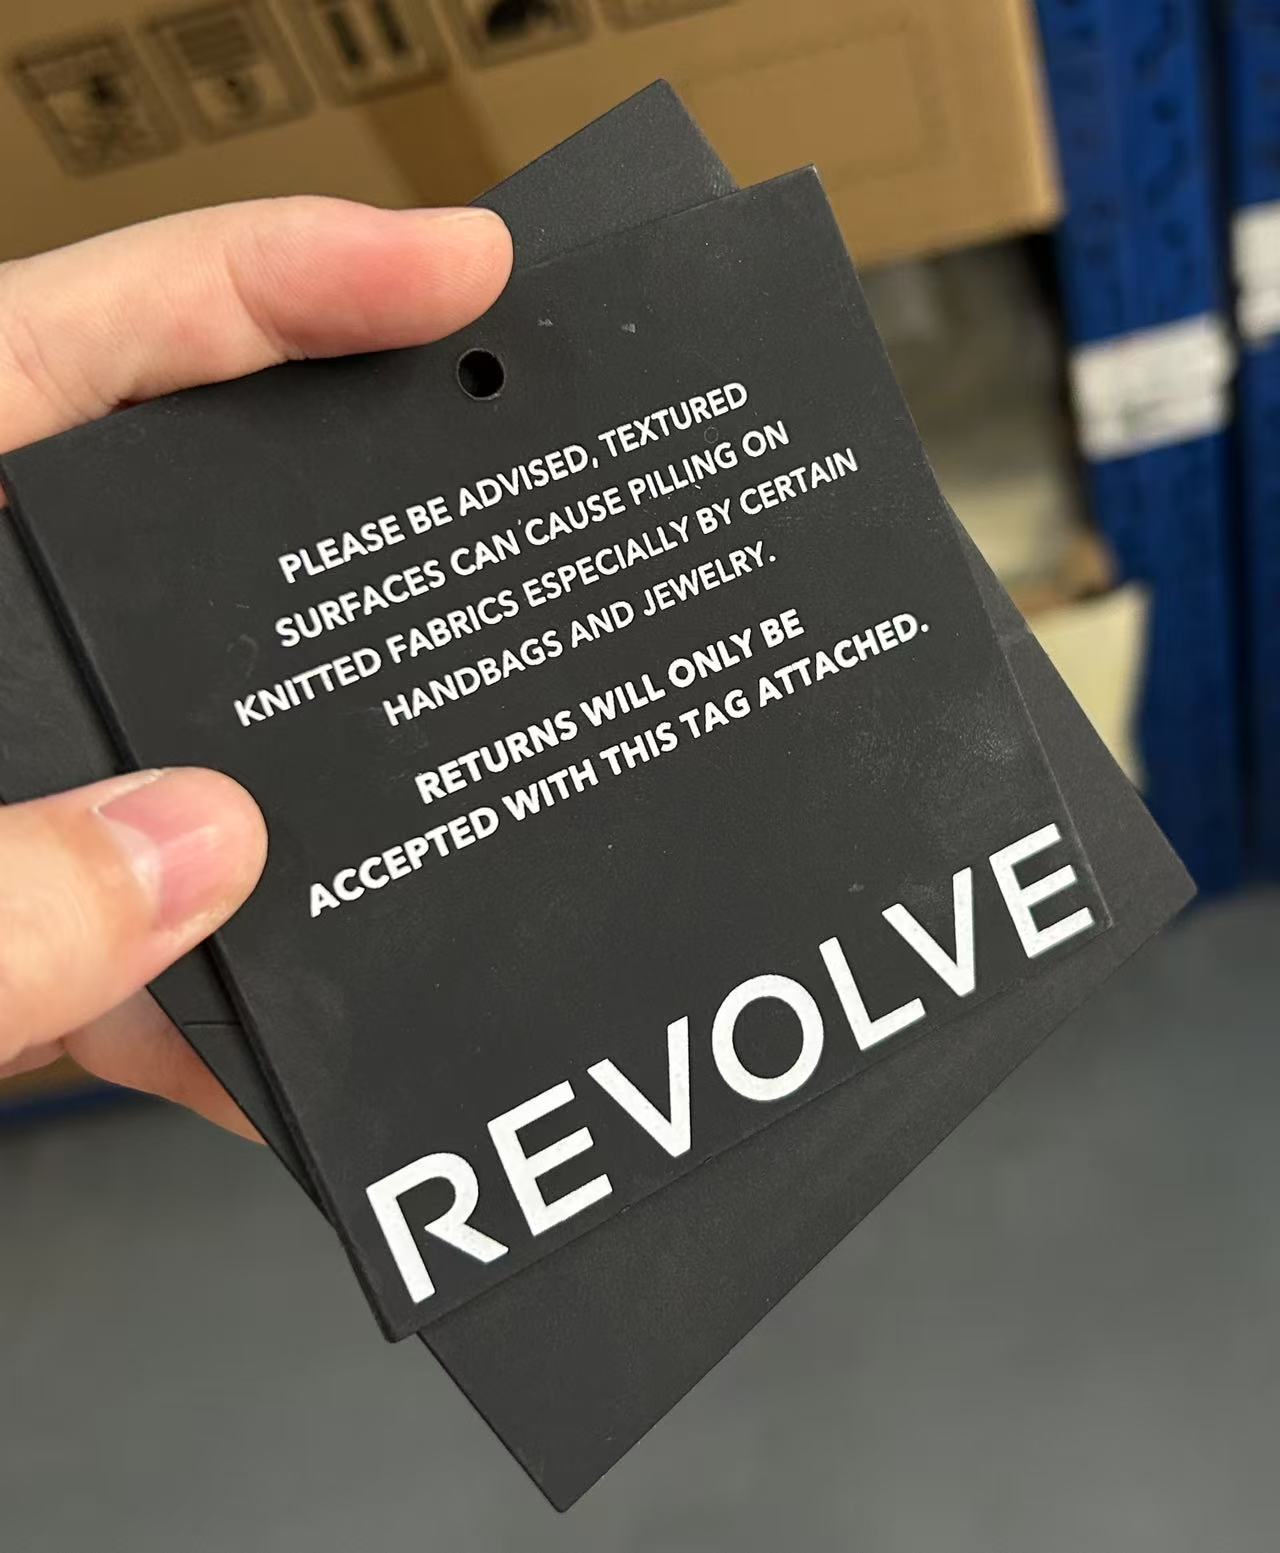 PLEASE BE ADVISED, TEXTURED
SURFACES CAN CAUSE PILLING ON
KNITTED FABRICS ESPECIALLY BY CERTAIN
HANDBAGS AND JEWELRY.
RETURNS WILL ONLY BE
ACCEPTED WITH THIS TAG ATTACHED.
REVOLVE